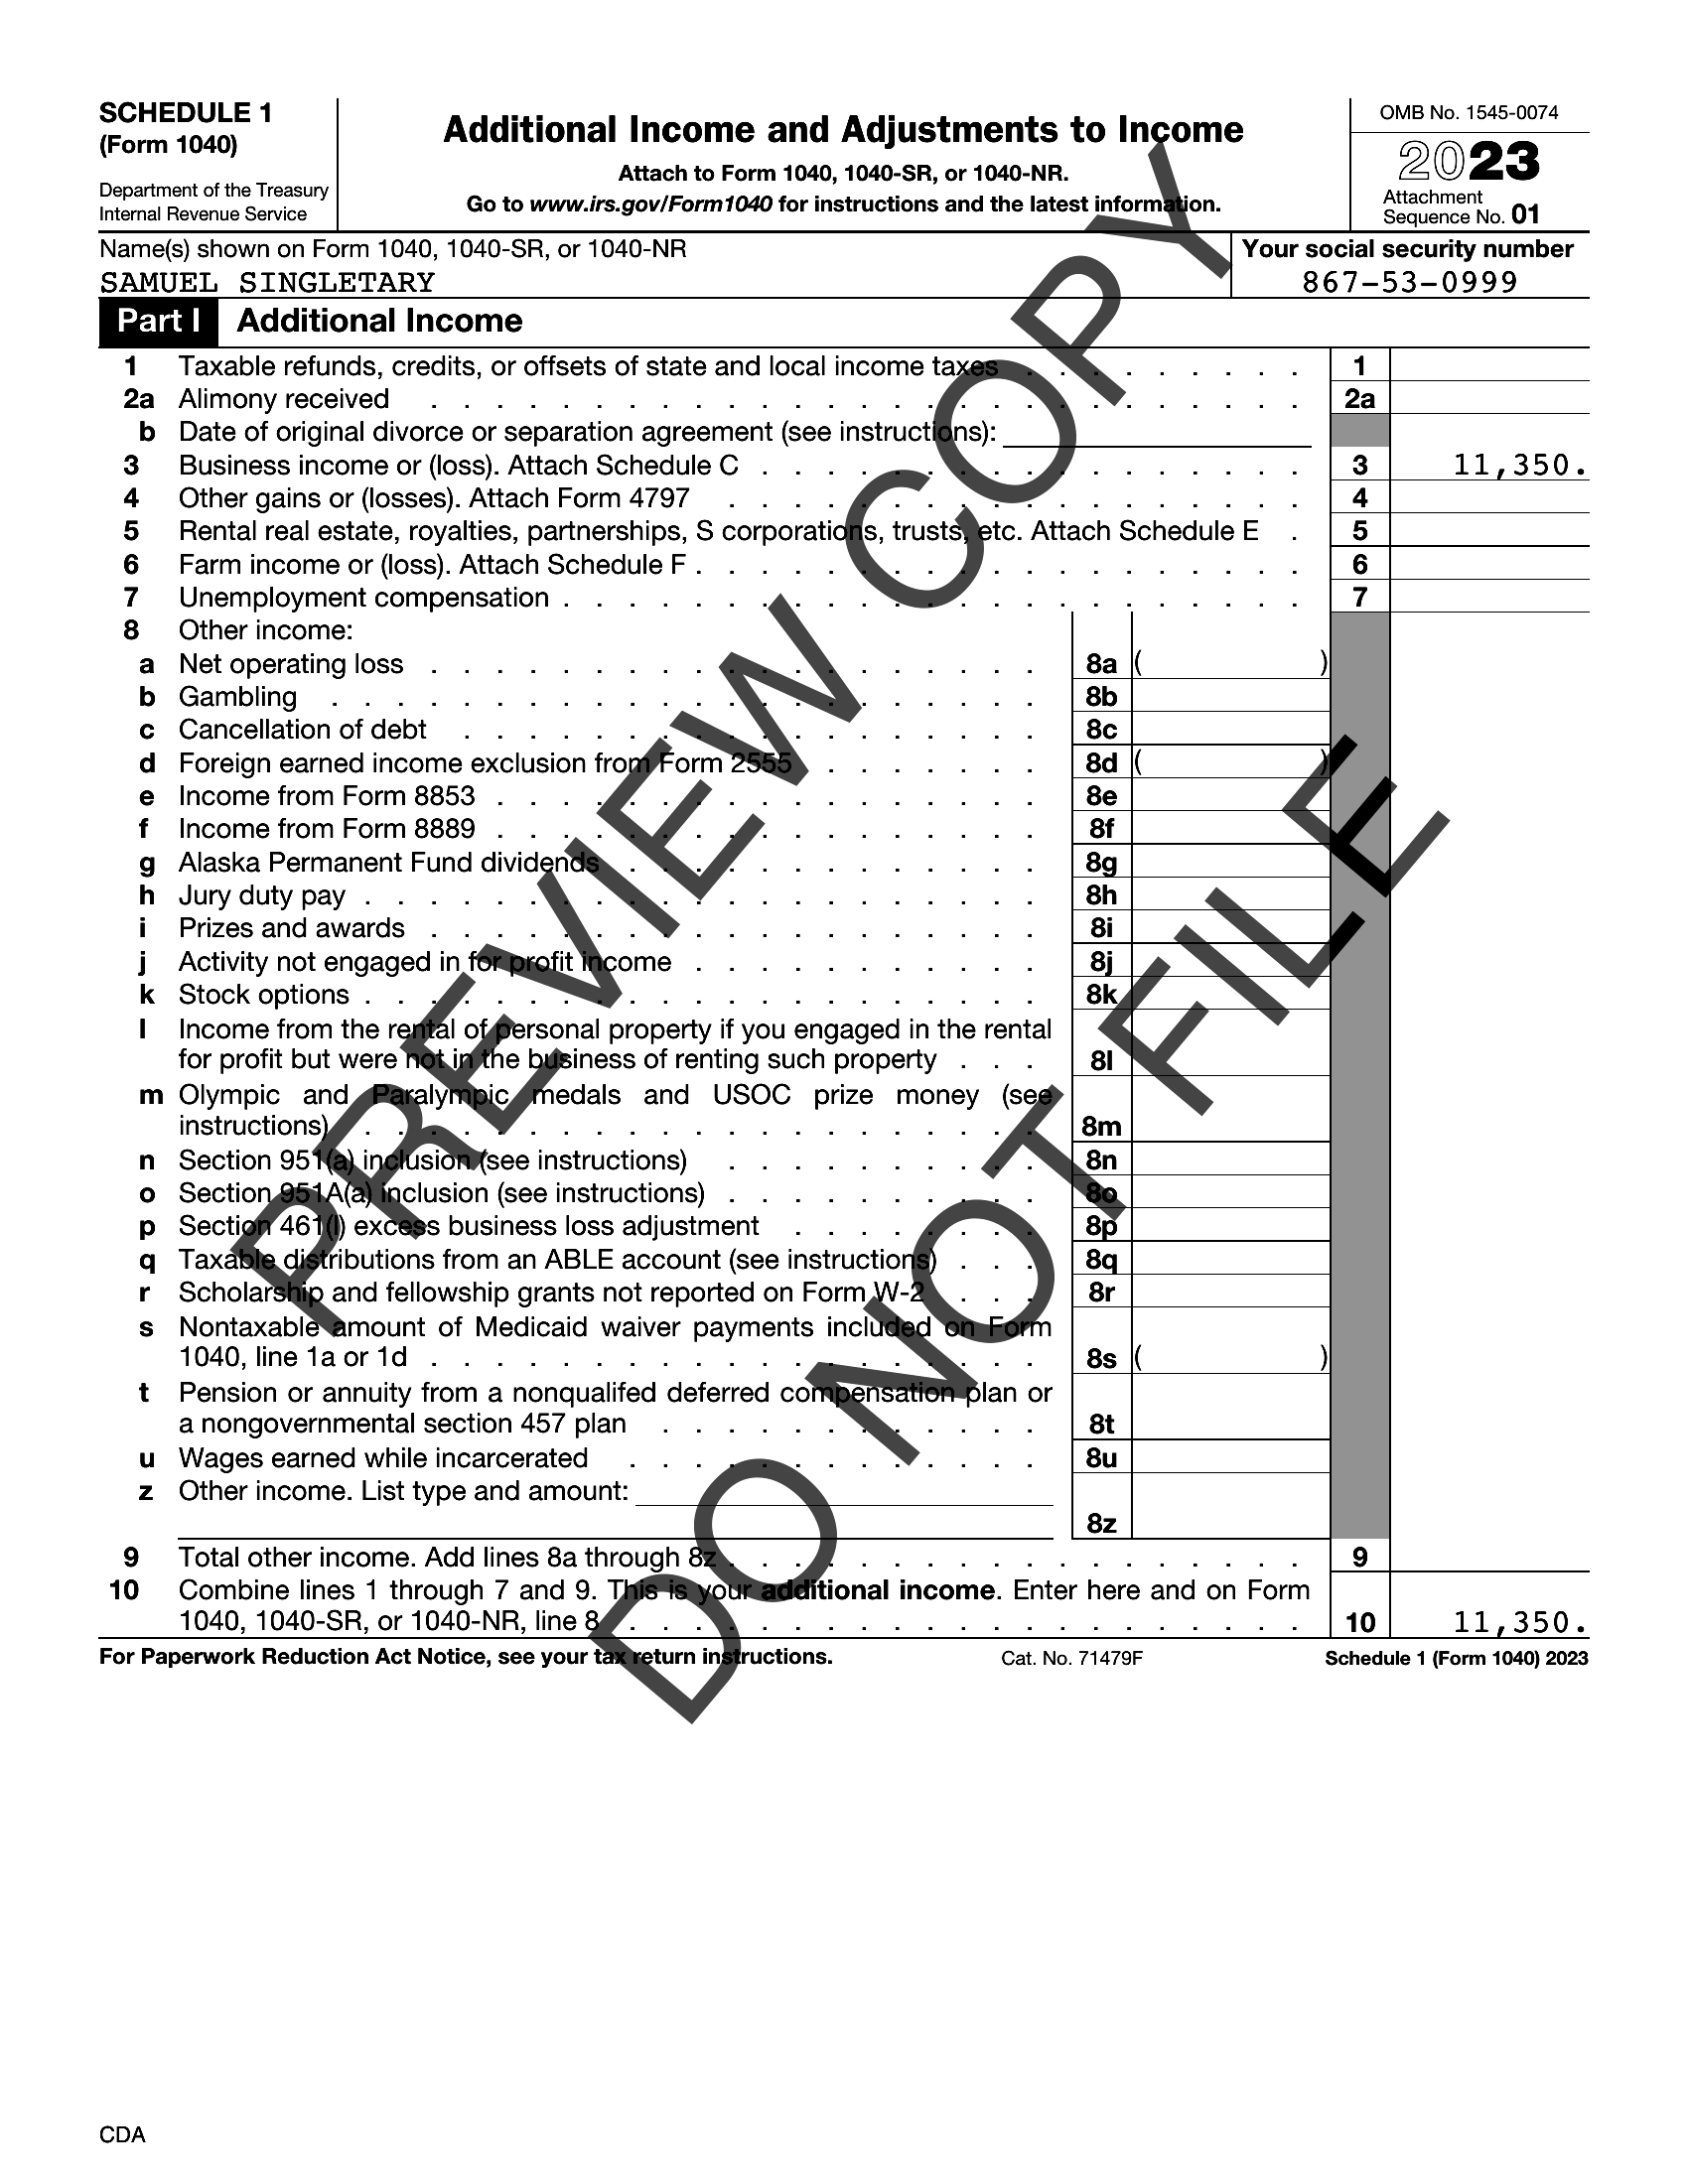 SCHEDULE 1
(Form 1040)
Department of the Treasury
Internal Revenue Service
Additional Income and Adjustments to Income
Attach to Form 1040, 1040-SR, or 1040-NR.
Go to www.irs.gov/Form1040 for instructions and the latest information.
OMB No. 1545-0074
2023
Attachment
Sequence No. 01
Name(s) shown on Form 1040, 1040-SR, or 1040-NR
SAMUEL SINGLETARY
Your social security number
867-53-0999
Part I Additional Income
1 Taxable refunds, credits, or offsets of state and local income taxes . . . . . . . . . 1
2a Alimony received . . . . . . . . . . . . . . . . . . . . . . . . . . . 2a
b Date of original divorce or separation agreement (see instructions):
3 Business income or (loss). Attach Schedule C . . . . . . . . . . . . . . . . . 3 11,350.
4 Other gains or (losses). Attach Form 4797 . . . . . . . . . . . . . . . . . . 4
5 Rental real estate, royalties, partnerships, S corporations, trusts, etc. Attach Schedule E . 5
6 Farm income or (loss). Attach Schedule F . . . . . . . . . . . . . . . . . . . 6
7 Unemployment compensation . . . . . . . . . . . . . . . . . . . . . . . 7
8 Other income:
a Net operating loss . . . . . . . . . . . . . . . . . . . 8a ( )
b Gambling . . . . . . . . . . . . . . . . . . . . . . 8b
c Cancellation of debt . . . . . . . . . . . . . . . . . . 8c
d Foreign earned income exclusion from Form 2555 . . . . . . . 8d ( )
e Income from Form 8853 . . . . . . . . . . . . . . . . . 8e
f Income from Form 8889 . . . . . . . . . . . . . . . . . 8f
g Alaska Permanent Fund dividends . . . . . . . . . . . . . 8g
h Jury duty pay . . . . . . . . . . . . . . . . . . . . . 8h
i Prizes and awards . . . . . . . . . . . . . . . . . . . 8i
j Activity not engaged in for profit income . . . . . . . . . . . 8j
k Stock options . . . . . . . . . . . . . . . . . . . . . 8k
l Income from the rental of personal property if you engaged in the rental
for profit but were not in the business of renting such property . . . 8l
m Olympic and Paralympic medals and USOC prize money (see
instructions) . . . . . . . . . . . . . . . . . . . . . 8m
n Section 951(a) inclusion (see instructions) . . . . . . . . . . 8n
o Section 951A(a) inclusion (see instructions) . . . . . . . . . . 8o
p Section 461(l) excess business loss adjustment . . . . . . . . 8p
q Taxable distributions from an ABLE account (see instructions) . . . 8q
r Scholarship and fellowship grants not reported on Form W-2 . . . 8r
s Nontaxable amount of Medicaid waiver payments included on Form
1040, line 1a or 1d . . . . . . . . . . . . . . . . . . . 8s ( )
t Pension or annuity from a nonqualifed deferred compensation plan or
a nongovernmental section 457 plan . . . . . . . . . . . . 8t
u Wages earned while incarcerated . . . . . . . . . . . . . 8u
z Other income. List type and amount:
8z
9 Total other income. Add lines 8a through 8z . . . . . . . . . . . . . . . . . . 9
10 Combine lines 1 through 7 and 9. This is your additional income. Enter here and on Form
1040, 1040-SR, or 1040-NR, line 8 . . . . . . . . . . . . . . . . . . . . . 10 11,350.
For Paperwork Reduction Act Notice, see your tax return instructions. Cat. No. 71479F Schedule 1 (Form 1040) 2023
PREVIEW COPY
DO NOT FILE
CDA